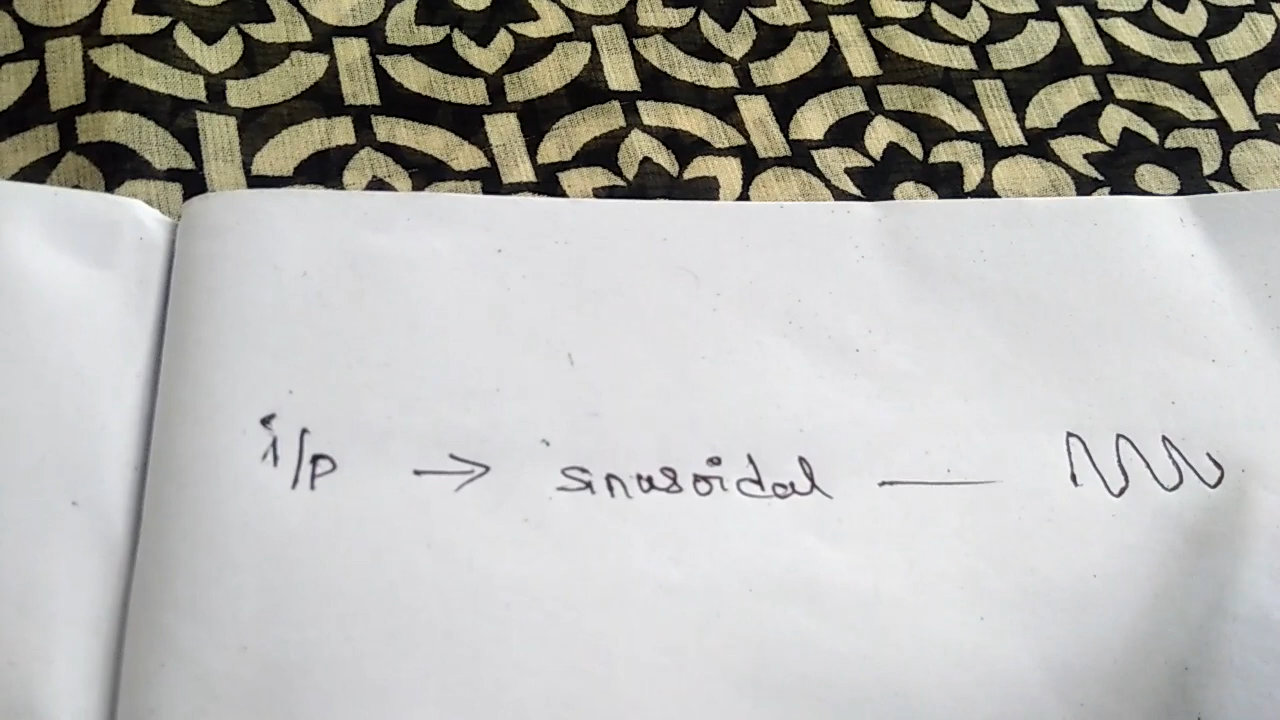 i/p → sinusoidal —